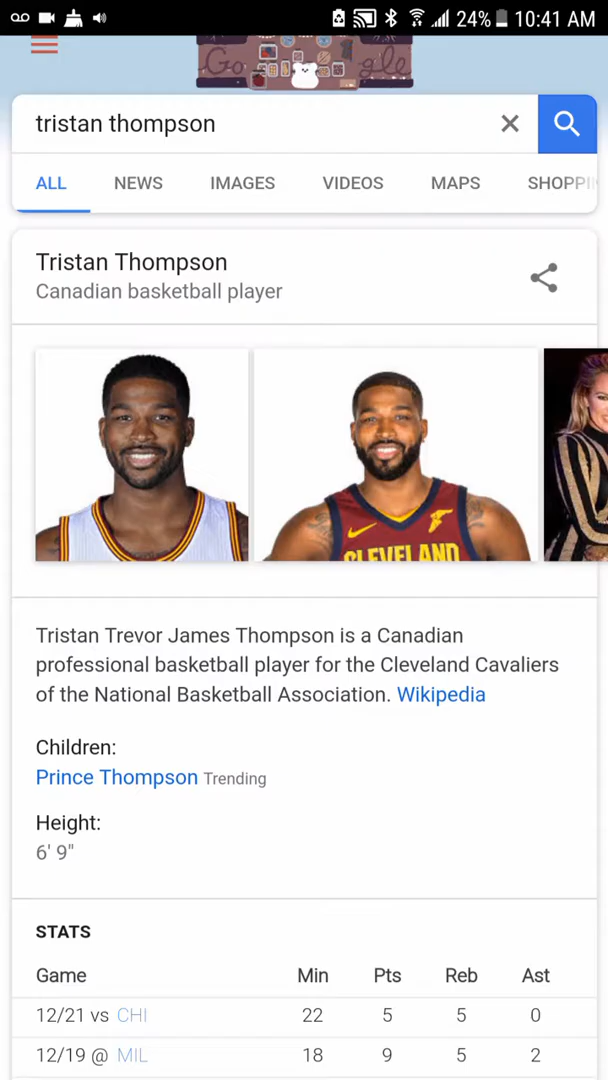 24% 10:41 AM
Go gle
tristan thompson
ALL NEWS IMAGES VIDEOS MAPS SHOPPI
Tristan Thompson
Canadian basketball player
CLEVELAND
Tristan Trevor James Thompson is a Canadian
professional basketball player for the Cleveland Cavaliers
of the National Basketball Association. Wikipedia
Children:
Prince Thompson Trending
Height:
6' 9"
STATS
Game Min Pts Reb Ast
12/21 vs CHI 22 5 5 0
12/19 @ MIL 18 9 5 2